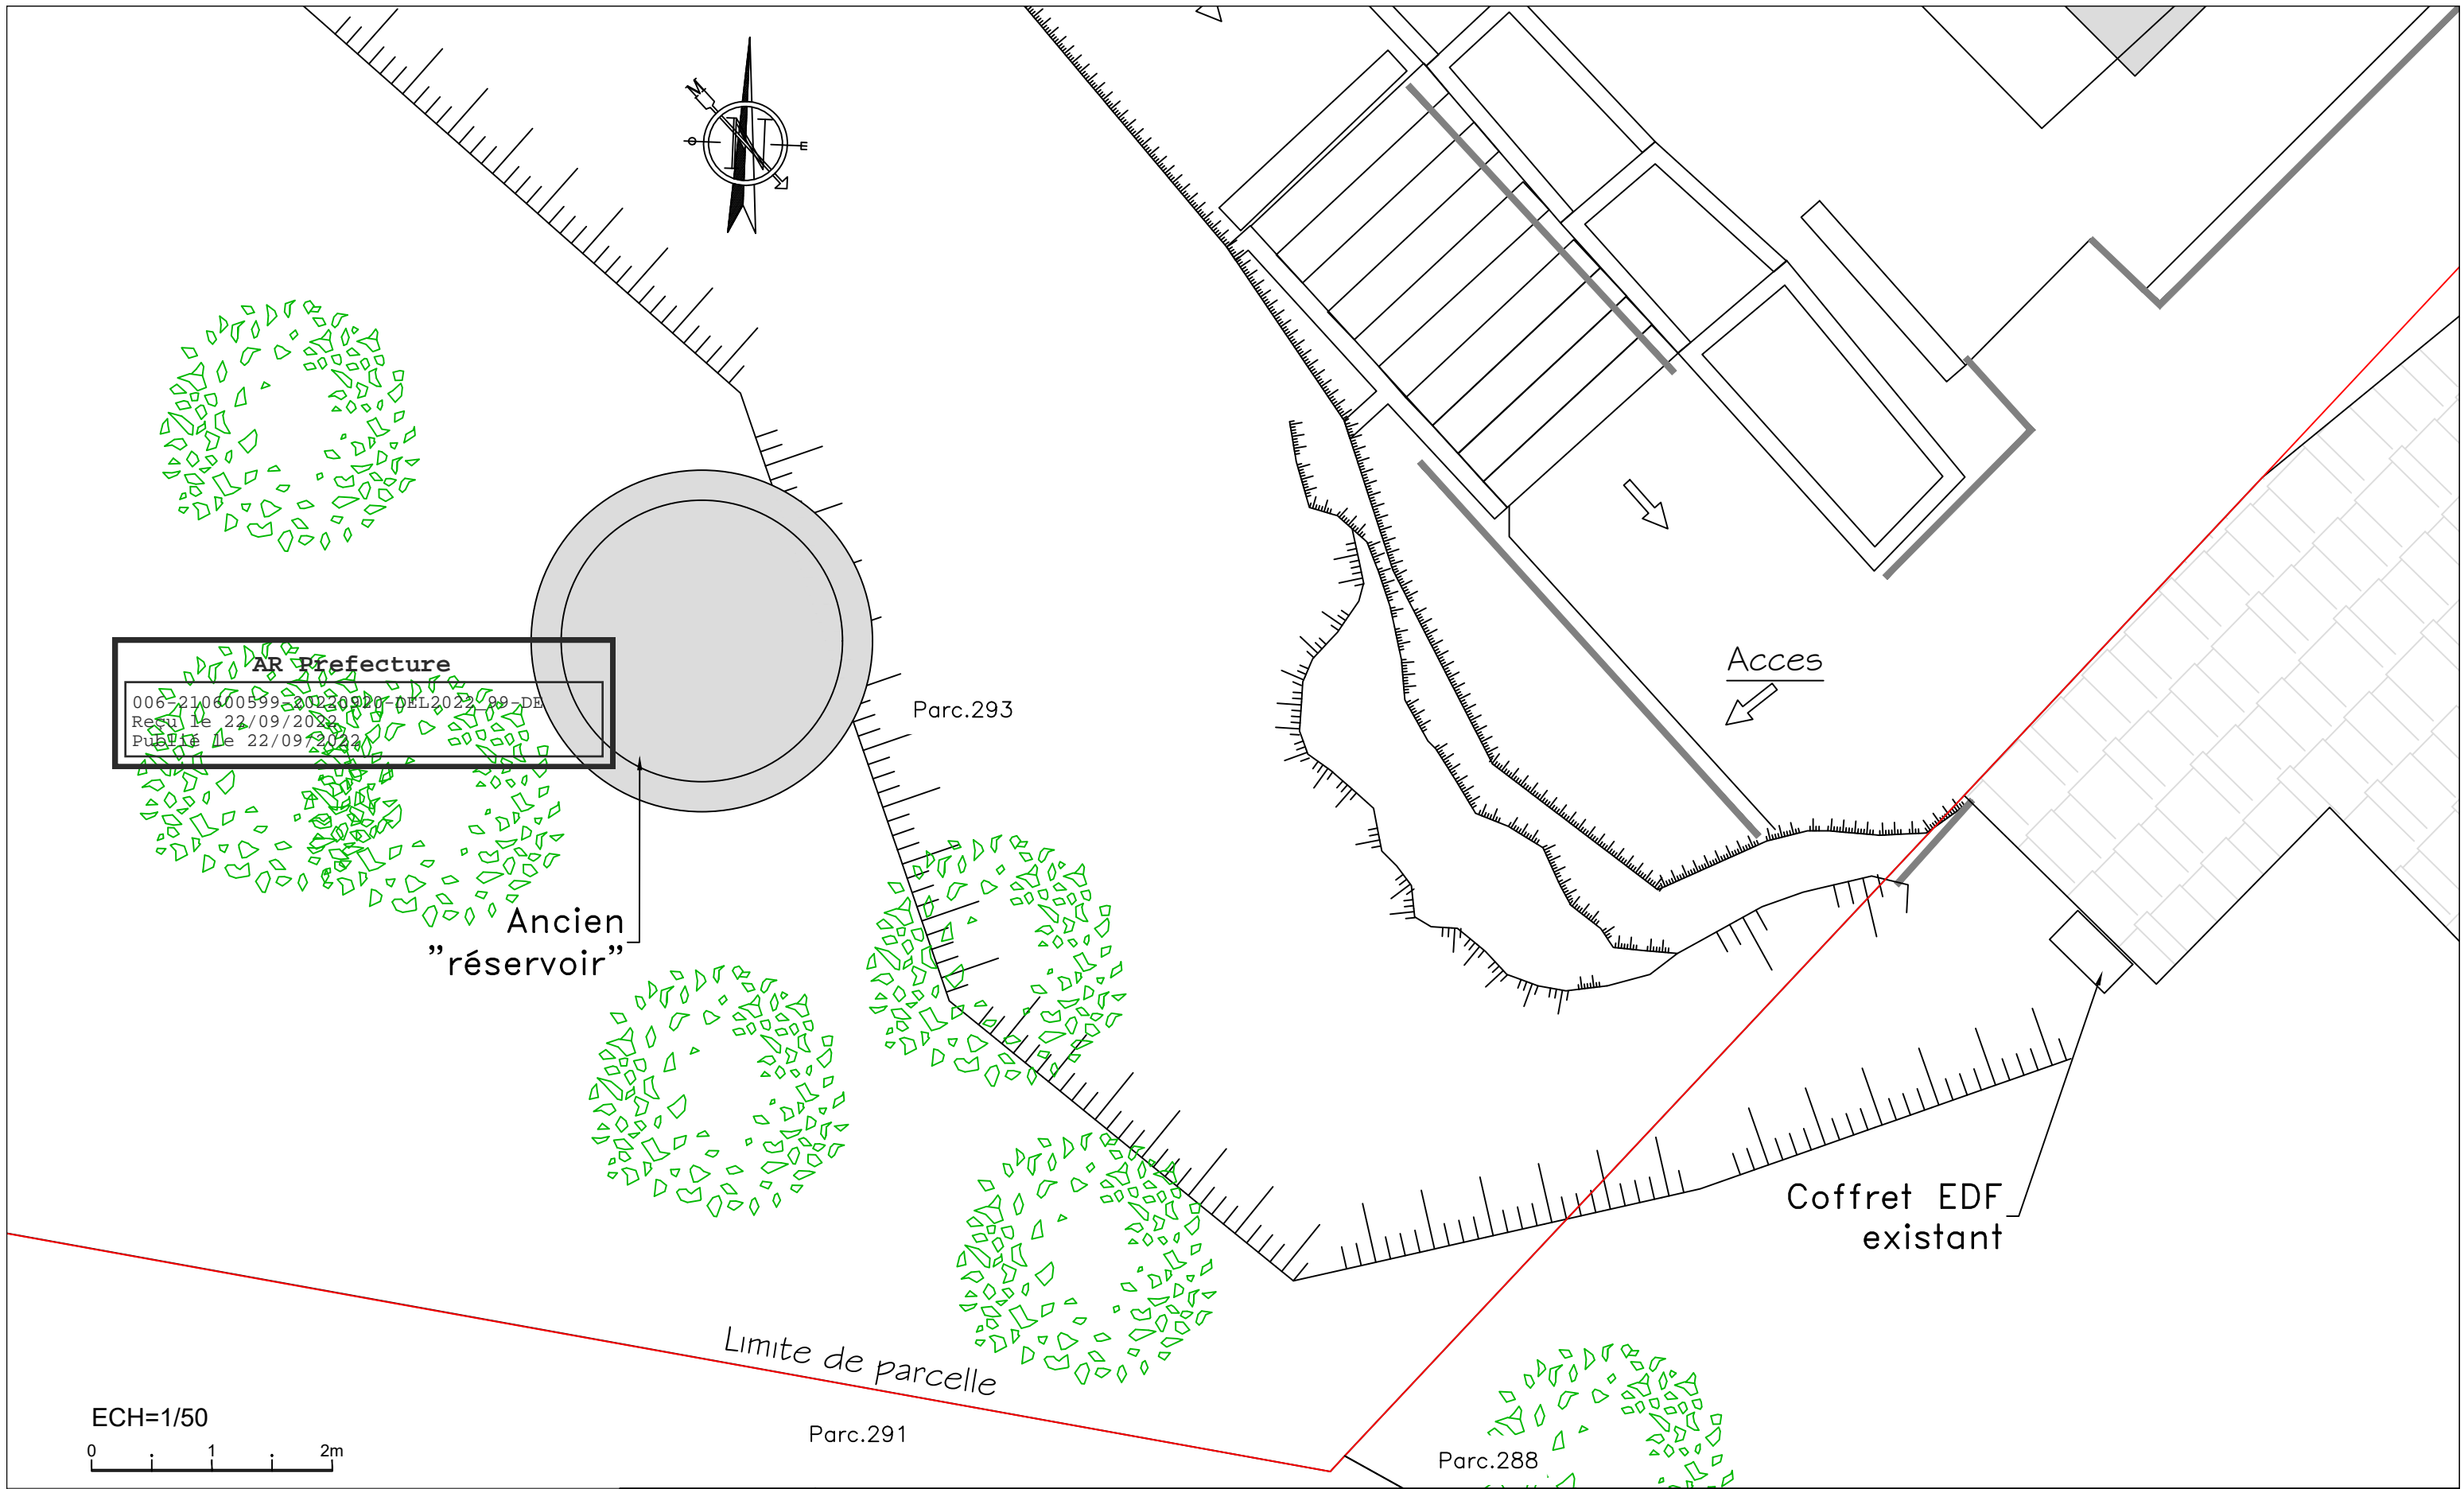 M
N
O
E
AR Prefecture
006-210600599-20220920-DEL2022_99-DE
Reçu le 22/09/2022
Publié le 22/09/2022
Parc.293
Acces
Ancien
"réservoir"
Coffret EDF
existant
Limite de parcelle
Parc.291
Parc.288
ECH=1/50
0 1 2m